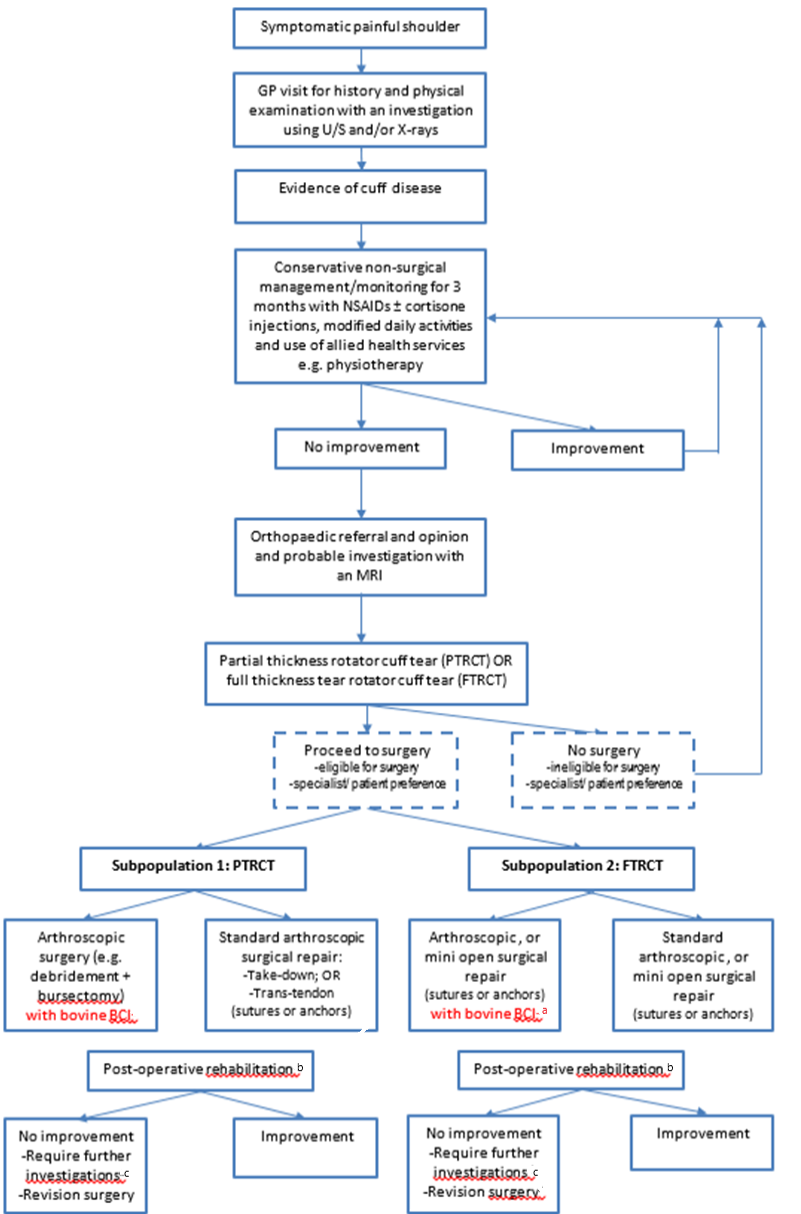 Symptomatic painful shoulder
GP visit for history and physical
examination with an investigation
using U/S and/or X-rays
Evidence of cuff disease
Conservative non-surgical
management/monitoring for 3
months with NSAIDs ± cortisone
injections, modified daily activities
and use of allied health services
e.g. physiotherapy
No improvement
Improvement
Orthopaedic referral and opinion
and probable investigation with
an MRI
Partial thickness rotator cuff tear (PTRCT) OR
full thickness tear rotator cuff tear (FTRCT)
Proceed to surgery
-eligible for surgery
-specialist/ patient preference
No surgery
-ineligible for surgery
-specialist/ patient preference
Subpopulation 1: PTRCT
Subpopulation 2: FTRCT
Arthroscopic
surgery (e.g.
debridement +
bursectomy)
with bovine BCI;
Standard arthroscopic
surgical repair:
-Take-down; OR
-Trans-tendon
(sutures or anchors)
Arthroscopic, or
mini open surgical
repair
(sutures or anchors)
with bovine BCI; a
Standard
arthroscopic, or
mini open surgical
repair
(sutures or anchors)
Post-operative rehabilitation b
Post-operative rehabilitation b
No improvement
-Require further
investigations c
-Revision surgery
Improvement
No improvement
-Require further
investigations c
-Revision surgery
Improvement